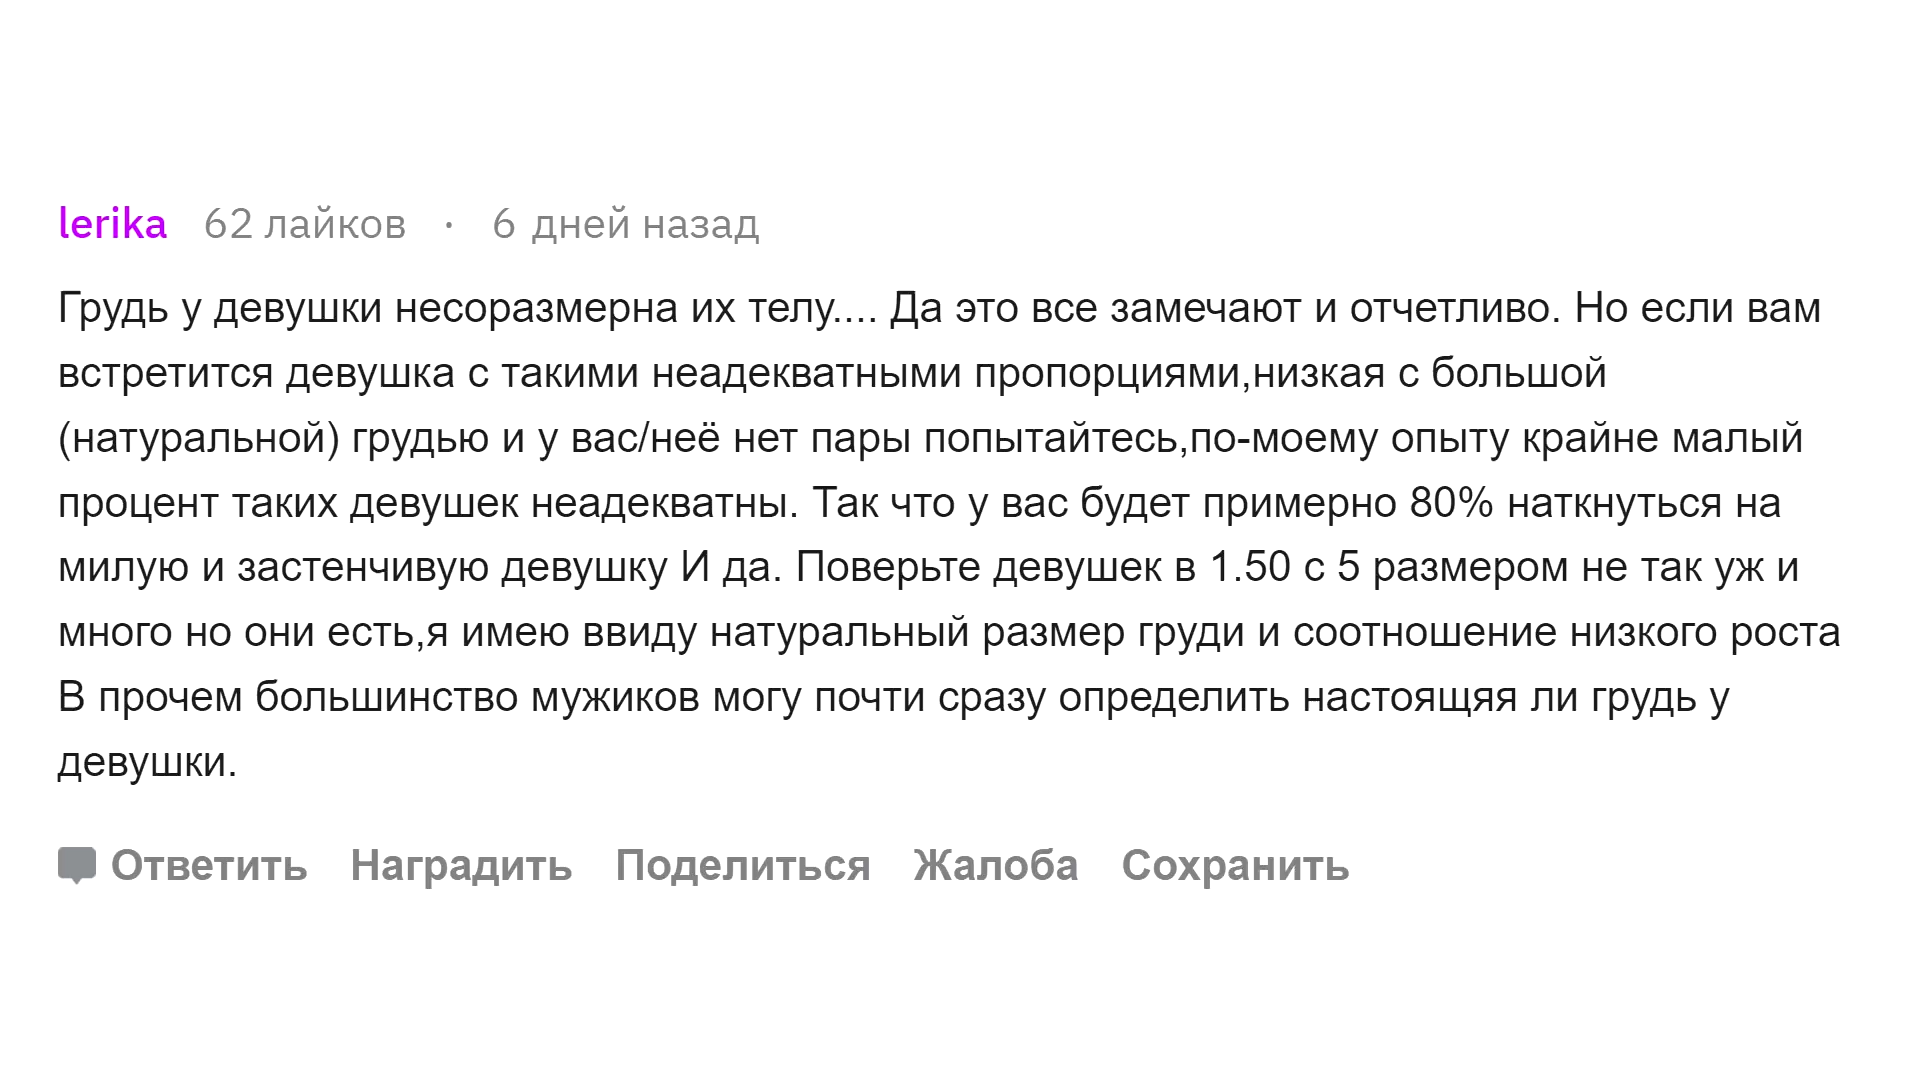 lerika 62 лайков · 6 дней назад
Грудь у девушки несоразмерна их телу.... Да это все замечают и отчетливо. Но если вам
встретится девушка с такими неадекватными пропорциями,низкая с большой
(натуральной) грудью и у вас/неё нет пары попытайтесь,по-моему опыту крайне малый
процент таких девушек неадекватны. Так что у вас будет примерно 80% наткнуться на
милую и застенчивую девушку И да. Поверьте девушек в 1.50 с 5 размером не так уж и
много но они есть,я имею ввиду натуральный размер груди и соотношение низкого роста
В прочем большинство мужиков могу почти сразу определить настоящяя ли грудь у
девушки.
Ответить Наградить Поделиться Жалоба Сохранить